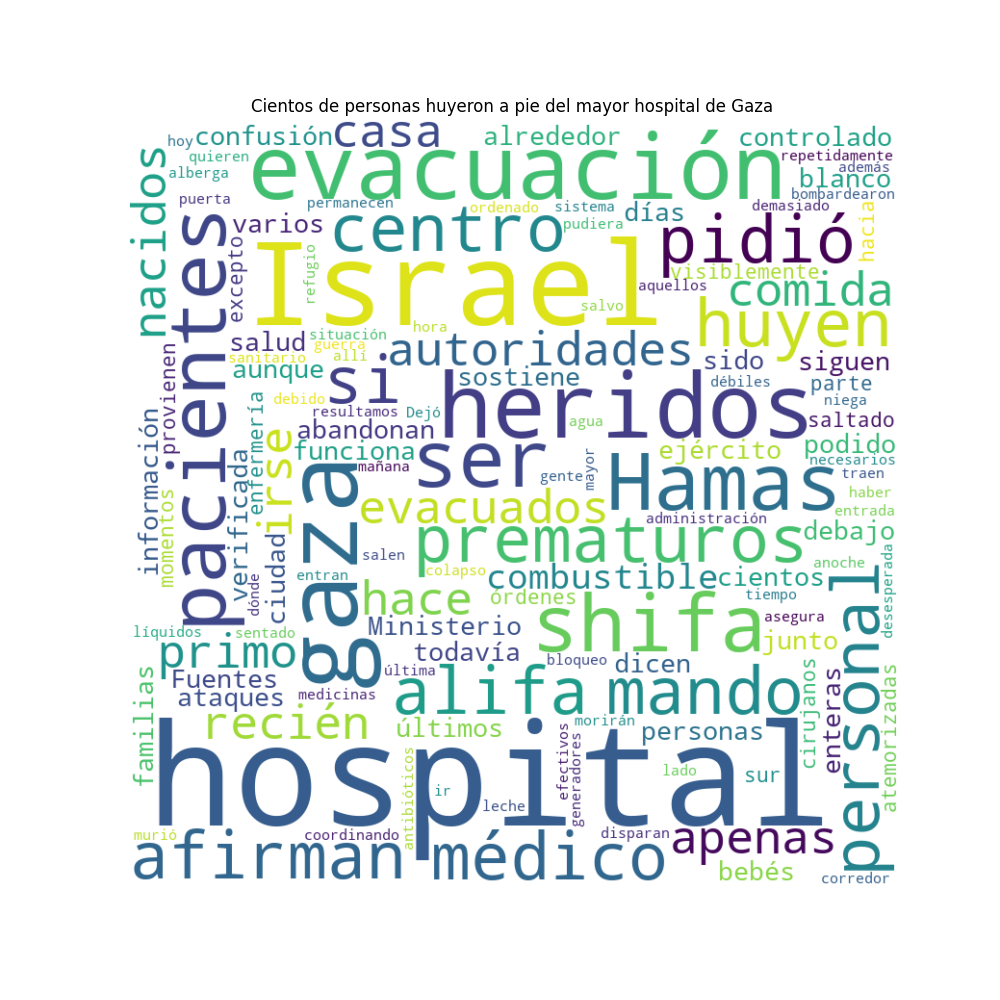 Cientos de personas huyeron a pie del mayor hospital de Gaza
hoy
confusión
casa
alrededor
controlado
quieren
evacuación
repetidamente
alberga
además
blanco
nacidos
puerta
permanecen
ordenado
sistema
días
demasiado
bombardearon
pacientes
varios
centro
pudiera
pidió
hacia
excepto
refugio
Israel
visiblemente
aquellos
comida
salvo
huyen
hora
situación
salud
guerra
autoridades
sido
siguen
provienen
sanitario
allí
aunque
si
sostiene
débiles
parte
niega
debido
heridos
resultamos
Dejó
agua
saltado
información
enfermería
abandonan
irse
funciona
ser
ejército
podido
necesarios
mañana
gente
mayor
traen
verificada
gaza
Hamas
haber
momentos
evacuados
entrada
administración
prematuros
debajo
ciudad
salen
anoche
dónde
entran
colapso
combustible
cientos
personal
desesperada
hace
órdenes
tiempo
shifa
asegura
líquidos
sentado
Ministerio
junto
primo
todavía
bloqueo
dicen
última
Fuentes
familias
ataques
medicinas
alifa
mando
cirujanos
enteras
atemorizadas
recién
últimos
morirán
personas
hospital
efectivos
generadores
antibióticos
lado
sur
ir
leche
murió
coordinando
disparan
apenas
afirman
médico
bebés
corredor